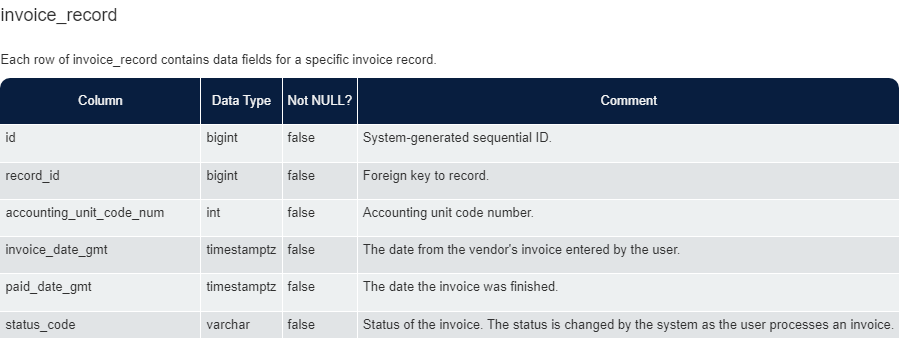 invoice_record
Each row of invoice_record contains data fields for a specific invoice record.
Column Data Type Not NULL? Comment
id bigint false System-generated sequential ID.
record_id bigint false Foreign key to record.
accounting_unit_code_num int false Accounting unit code number.
invoice_date_gmt timestamptz false The date from the vendor's invoice entered by the user.
paid_date_gmt timestamptz false The date the invoice was finished.
status_code varchar false Status of the invoice. The status is changed by the system as the user processes an invoice.